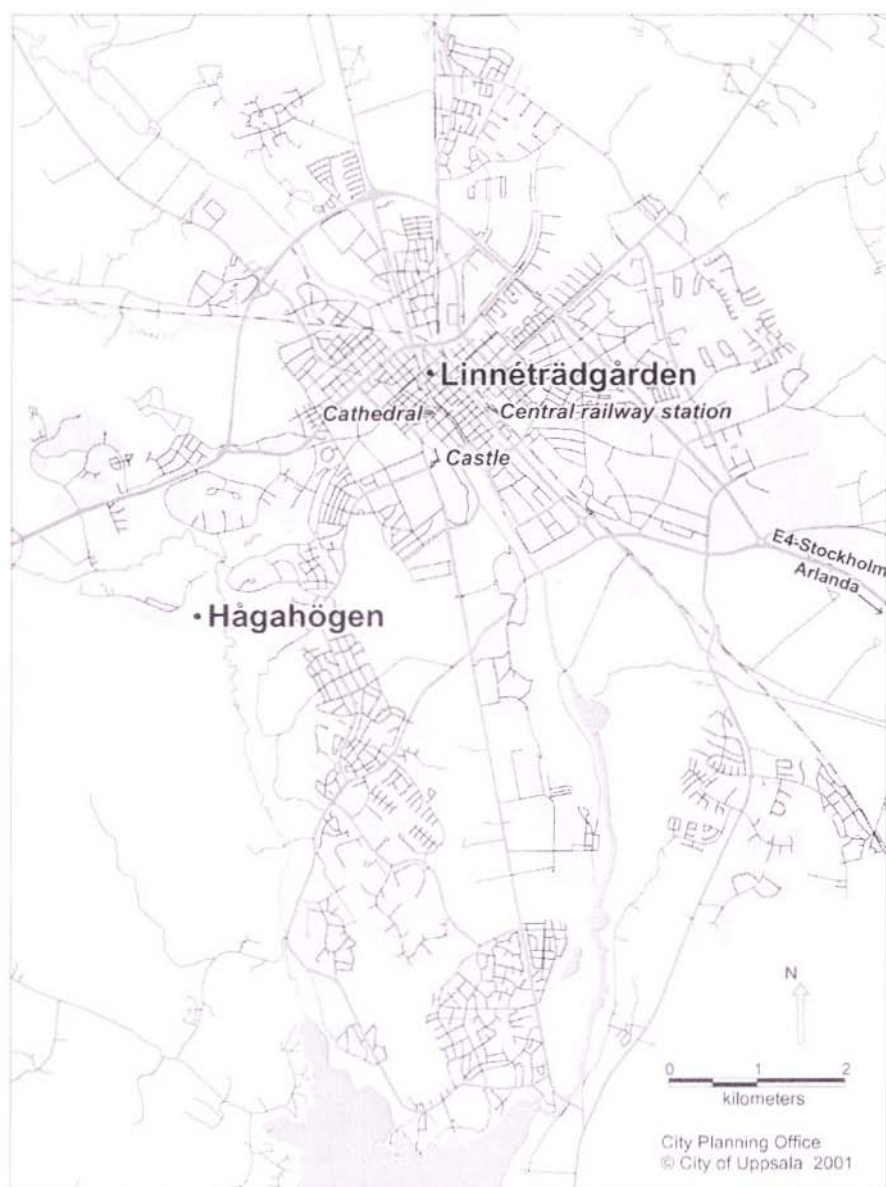 Linnéträdgården
Cathedral
Central railway station
Castle
E4-Stockholm
Arlanda
Hågahögen
N
0 1 2
kilometers
City Planning Office
© City of Uppsala 2001